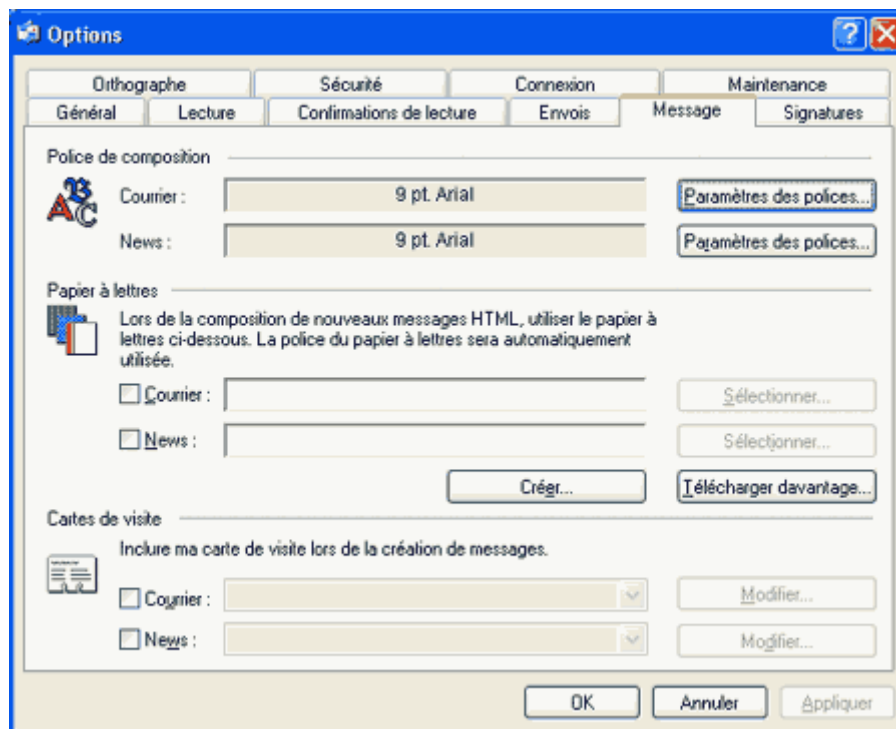 Options
Orthographe Sécurité Connexion Maintenance
Général Lecture Confirmations de lecture Envois Message Signatures
Police de composition
Courrier : 9 pt. Arial Paramètres des polices...
News : 9 pt. Arial Paramètres des polices...
Papier à lettres
Lors de la composition de nouveaux messages HTML, utiliser le papier à
lettres ci-dessous. La police du papier à lettres sera automatiquement
utilisée.
Courrier : Sélectionner...
News : Sélectionner...
Créer... Télécharger davantage...
Cartes de visite
Inclure ma carte de visite lors de la création de messages.
Courrier : Modifier...
News : Modifier...
OK Annuler Appliquer